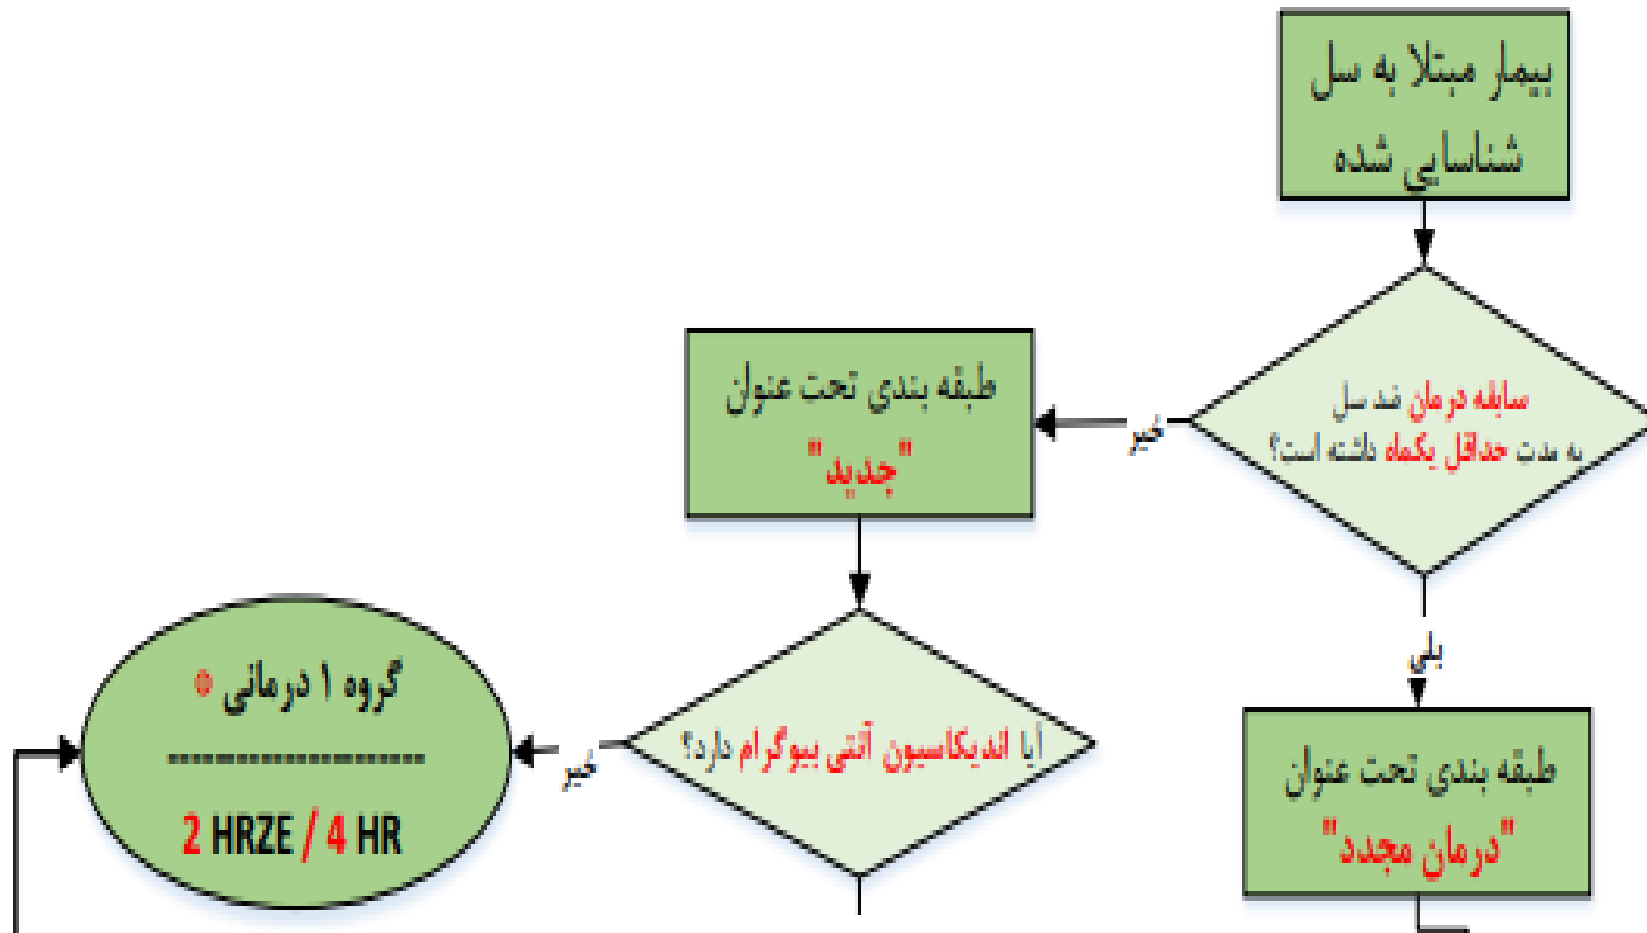 بیمار مبتلا به سل
شناسایی شده
سابقه درمان ضد سل
به مدت حداقل یکماه داشته است؟
خیر
طبقه بندی تحت عنوان
"جدید"
بلی
طبقه بندی تحت عنوان
"درمان مجدد"
آیا اندیکاسیون آنتی بیوگرام دارد؟
خیر
گروه ۱ درمانی *
----------------------
2 HRZE / 4 HR